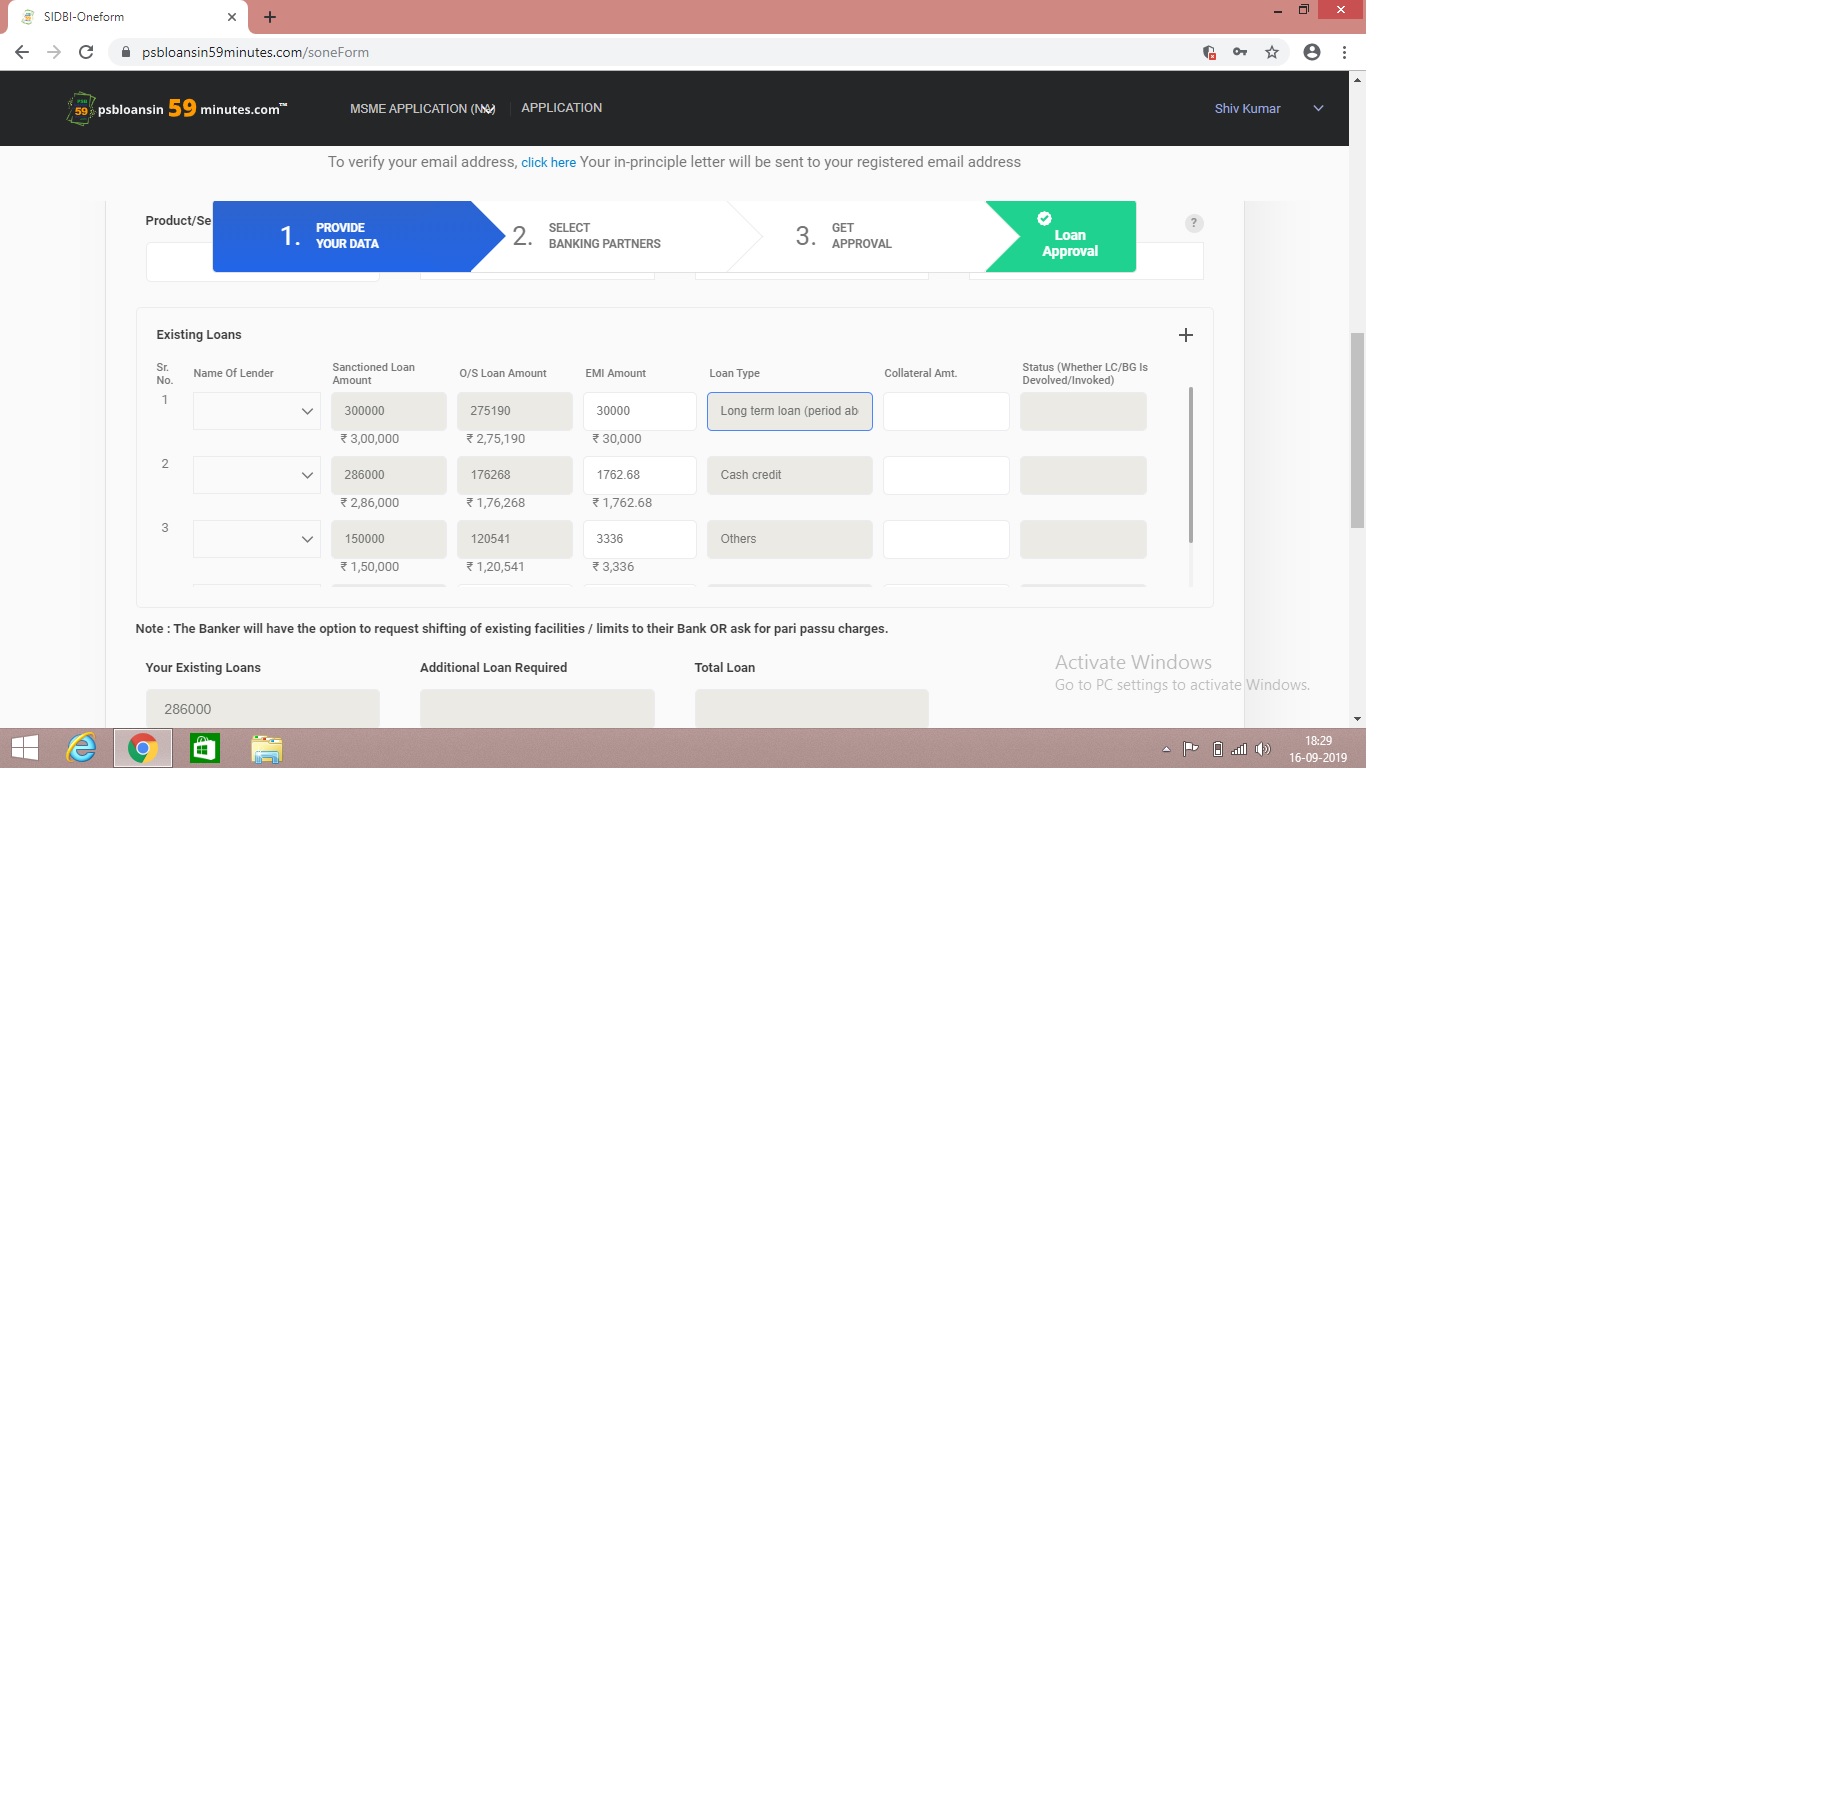 SIDBI-Oneform
psbloansin59minutes.com/soneForm
psbloansin 59 minutes.com™
MSME APPLICATION
APPLICATION
Shiv Kumar
To verify your email address, click here Your in-principle letter will be sent to your registered email address
Product/Se
1. PROVIDE YOUR DATA
2. SELECT BANKING PARTNERS
3. GET APPROVAL
Loan Approval
?
Existing Loans
Sr. No. Name Of Lender Sanctioned Loan Amount O/S Loan Amount EMI Amount Loan Type Collateral Amt. Status (Whether LC/BG Is Devolved/Invoked)
1 300000 275190 30000 Long term loan (period ab
₹ 3,00,000 ₹ 2,75,190 ₹ 30,000
2 286000 176268 1762.68 Cash credit
₹ 2,86,000 ₹ 1,76,268 ₹ 1,762.68
3 150000 120541 3336 Others
₹ 1,50,000 ₹ 1,20,541 ₹ 3,336
Note : The Banker will have the option to request shifting of existing facilities / limits to their Bank OR ask for pari passu charges.
Your Existing Loans Additional Loan Required Total Loan
286000
Activate Windows
Go to PC settings to activate Windows.
18:29
16-09-2019